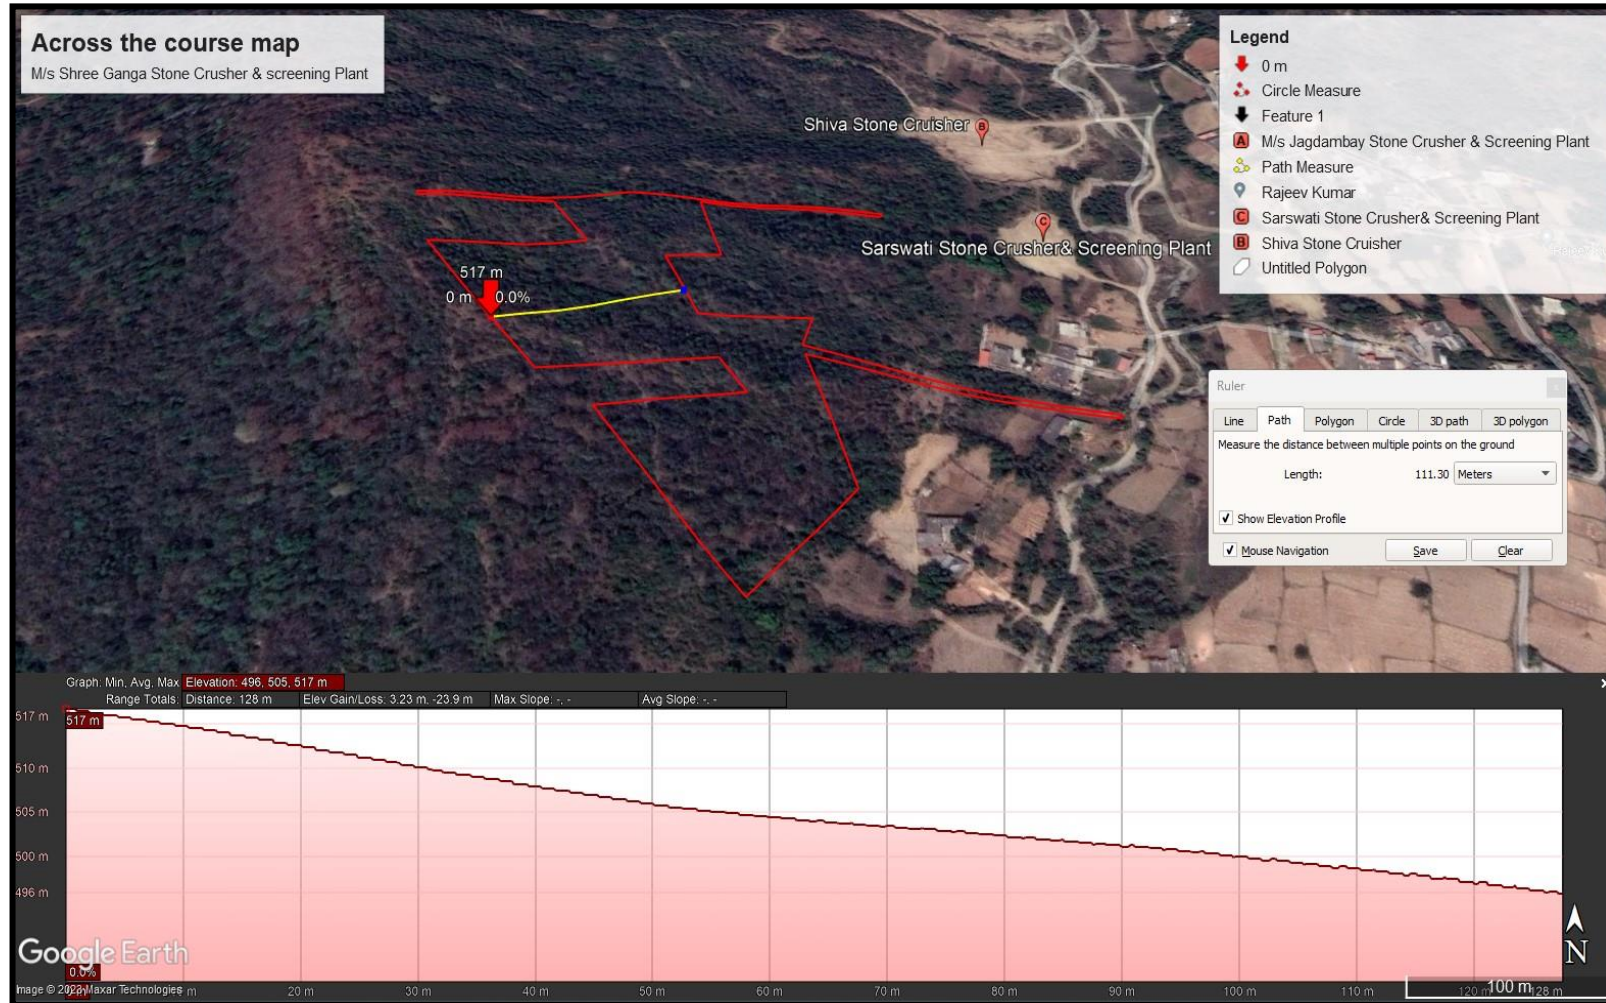 Across the course map
M/s Shree Ganga Stone Crusher & screening Plant
Legend
0 m
Circle Measure
Feature 1
A M/s Jagdambay Stone Crusher & Screening Plant
Path Measure
Rajeev Kumar
C Sarswati Stone Crusher& Screening Plant
B Shiva Stone Cruisher
Untitled Polygon
Shiva Stone Cruisher B
C
Sarswati Stone Crusher& Screening Plant
517 m
0 m 0.0%
Ruler
Line Path Polygon Circle 3D path 3D polygon
Measure the distance between multiple points on the ground
Length: 111.30 Meters
Show Elevation Profile
Mouse Navigation Save Clear
Graph: Min, Avg, Max Elevation: 496, 505, 517 m
Range Totals: Distance: 128 m Elev Gain/Loss: 3.23 m, -23.9 m Max Slope: -, - Avg Slope: -, -
517 m 517 m
510 m
505 m
500 m
496 m
Google Earth
N
0.0%
Image © 2022 Maxar Technologies
20 m 30 m 40 m 50 m 60 m 70 m 80 m 90 m 100 m 110 m 120 m 128 m
100 m